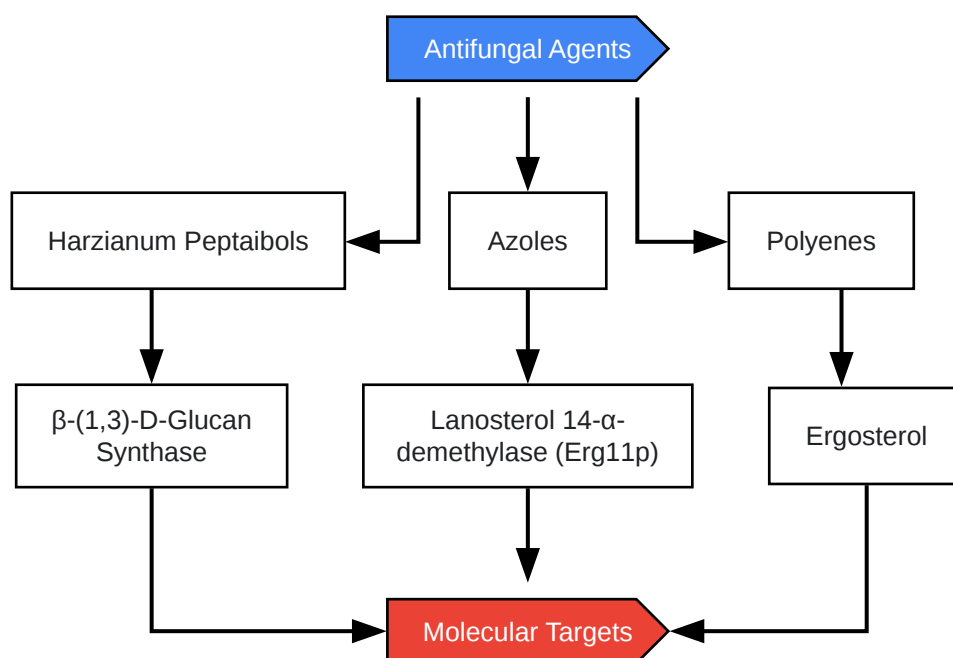 Antifungal Agents
Harzianum Peptaibols
Azoles
Polyenes
β-(1,3)-D-Glucan
Synthase
Lanosterol 14-α-
demethylase (Erg11p)
Ergosterol
Molecular Targets